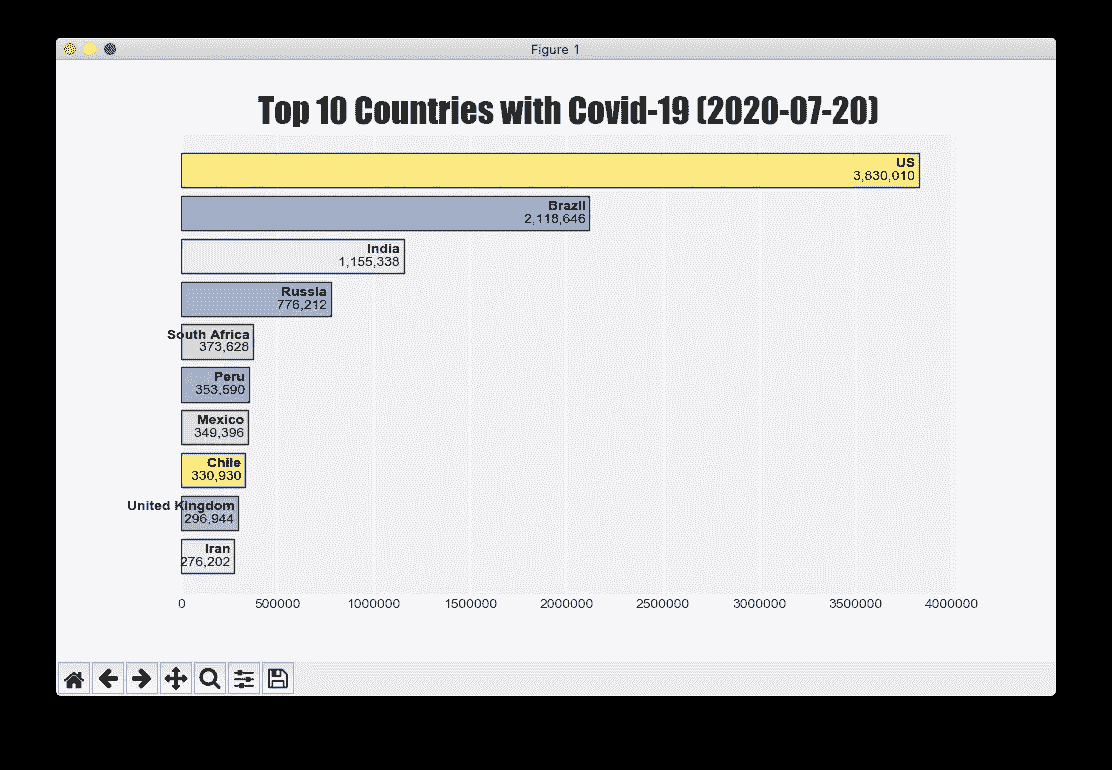 Figure 1
Top 10 Countries with Covid-19 (2020-07-20)
US
3,830,010
Brazil
2,118,646
India
1,155,338
Russia
776,212
South Africa
373,628
Peru
353,590
Mexico
349,396
Chile
330,930
United Kingdom
296,944
Iran
276,202
0 500000 1000000 1500000 2000000 2500000 3000000 3500000 4000000